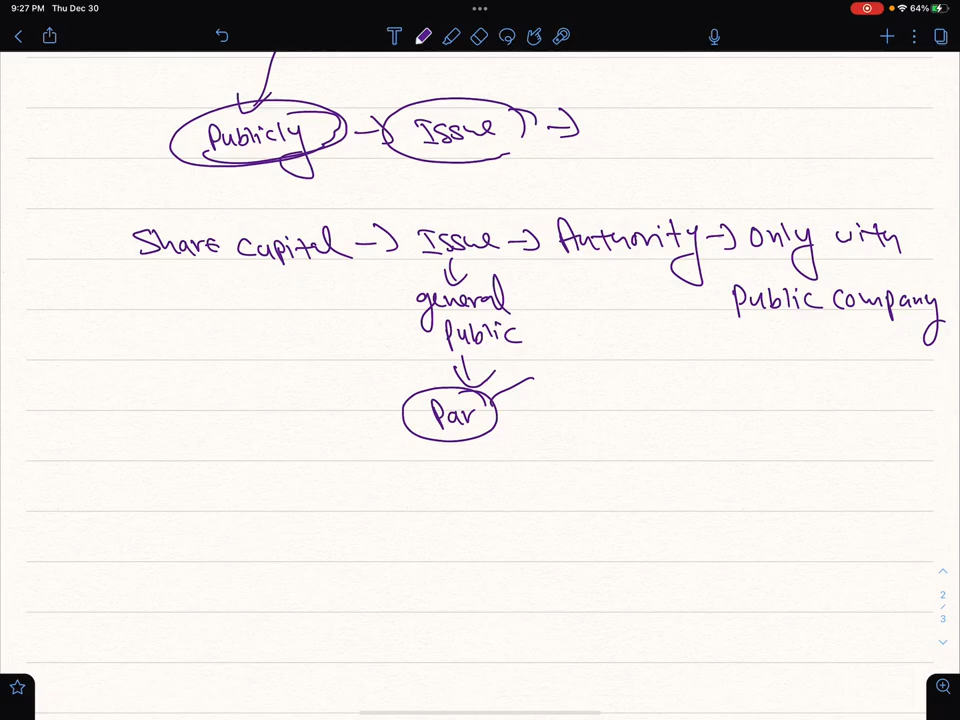 9:27 PM Thu Dec 30
64%
Publicly → Issue →
Share capital → Issue → Authority → only with
public company
general
public
Par
2
/
3